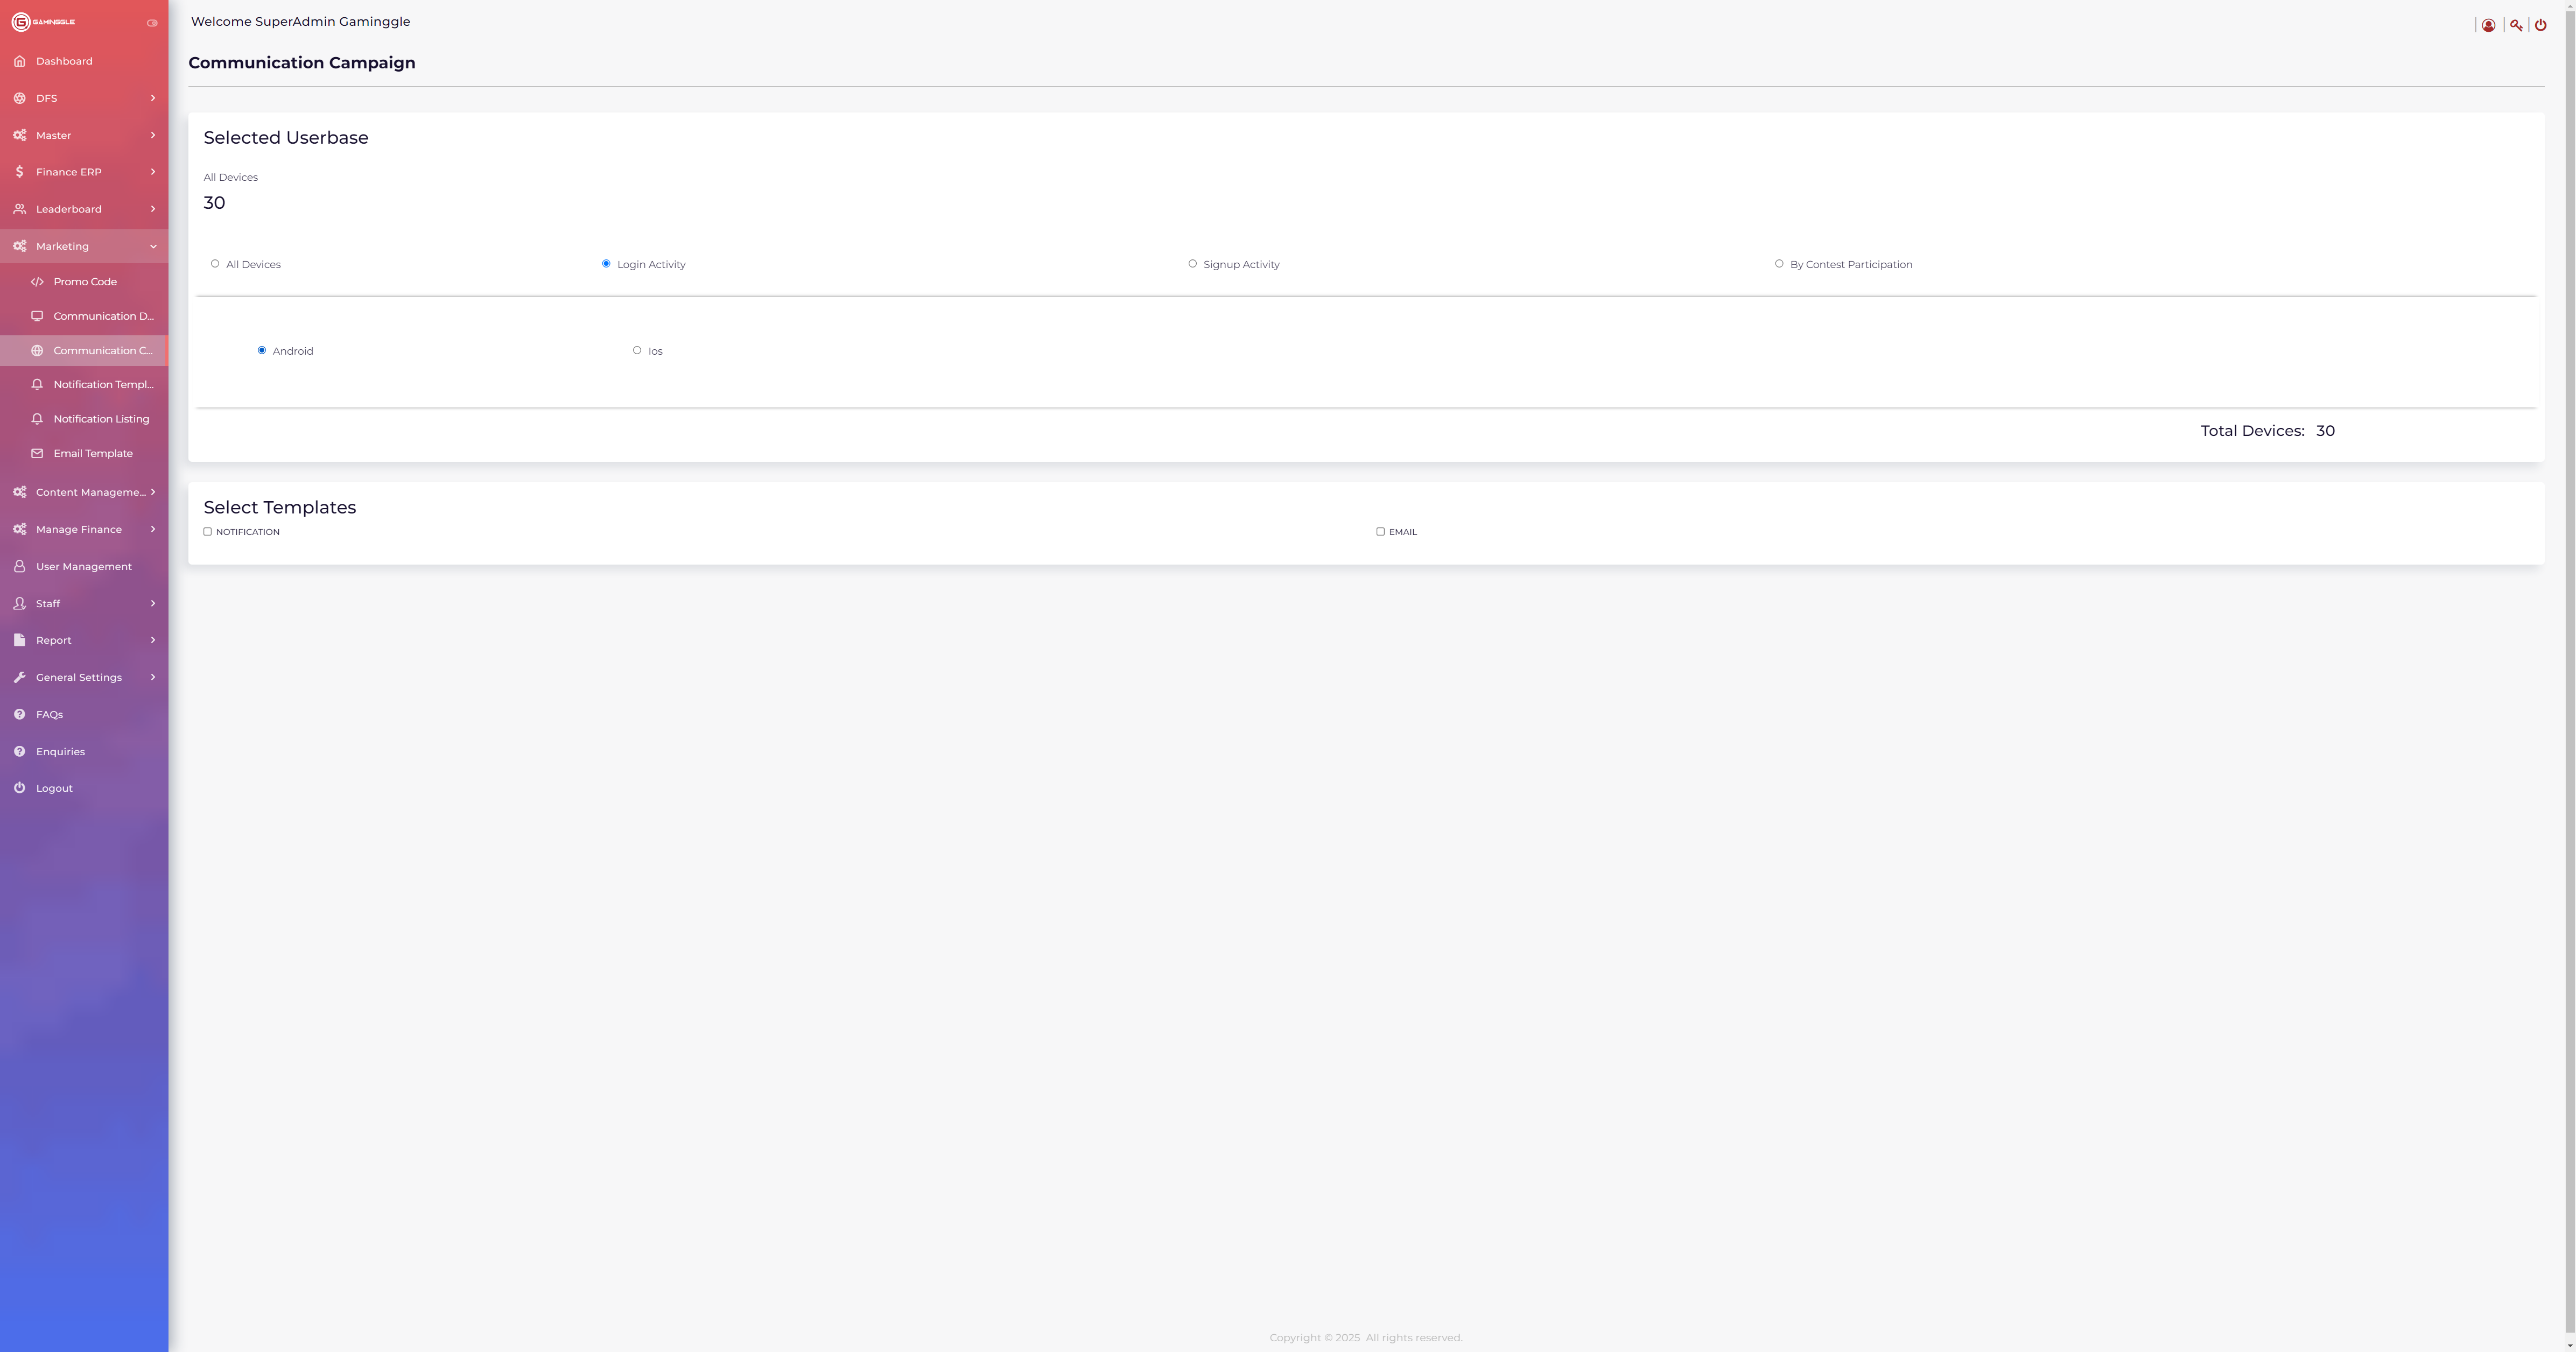 GAMINGGLE
Welcome SuperAdmin Gaminggle
Dashboard
DFS
Master
Finance ERP
Leaderboard
Marketing
Promo Code
Communication D...
Communication C...
Notification Templ...
Notification Listing
Email Template
Content Manageme...
Manage Finance
User Management
Staff
Report
General Settings
FAQs
Enquiries
Logout
Communication Campaign
Selected Userbase
All Devices
30
All Devices Login Activity Signup Activity By Contest Participation
Android Ios
Total Devices: 30
Select Templates
NOTIFICATION EMAIL
Copyright © 2025 All rights reserved.